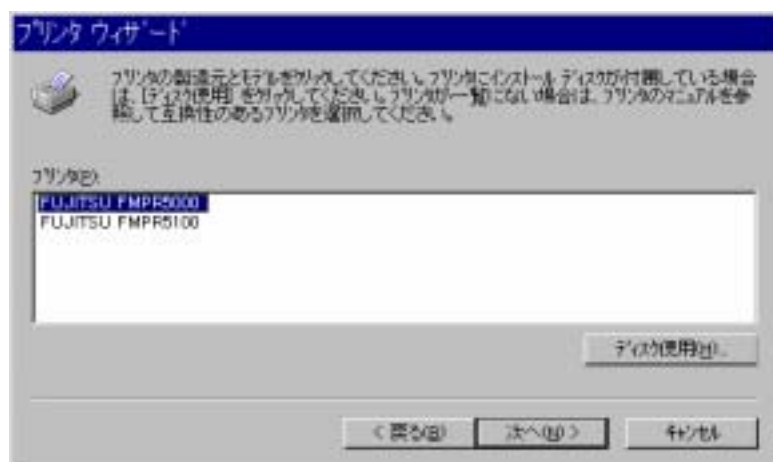 プリンタ ウィザード
プリンタの製造元とモデルをクリックしてください。プリンタにインストール ディスクが付属している場合
は、[ディスク使用] をクリックしてください。プリンタが一覧にない場合は、プリンタのマニュアルを参
照して互換性のあるプリンタを選択してください。
プリンタ(P):
FUJITSU FMPR5000
FUJITSU FMPR5100
ディスク使用(H)...
< 戻る(B)
次へ(N) >
キャンセル